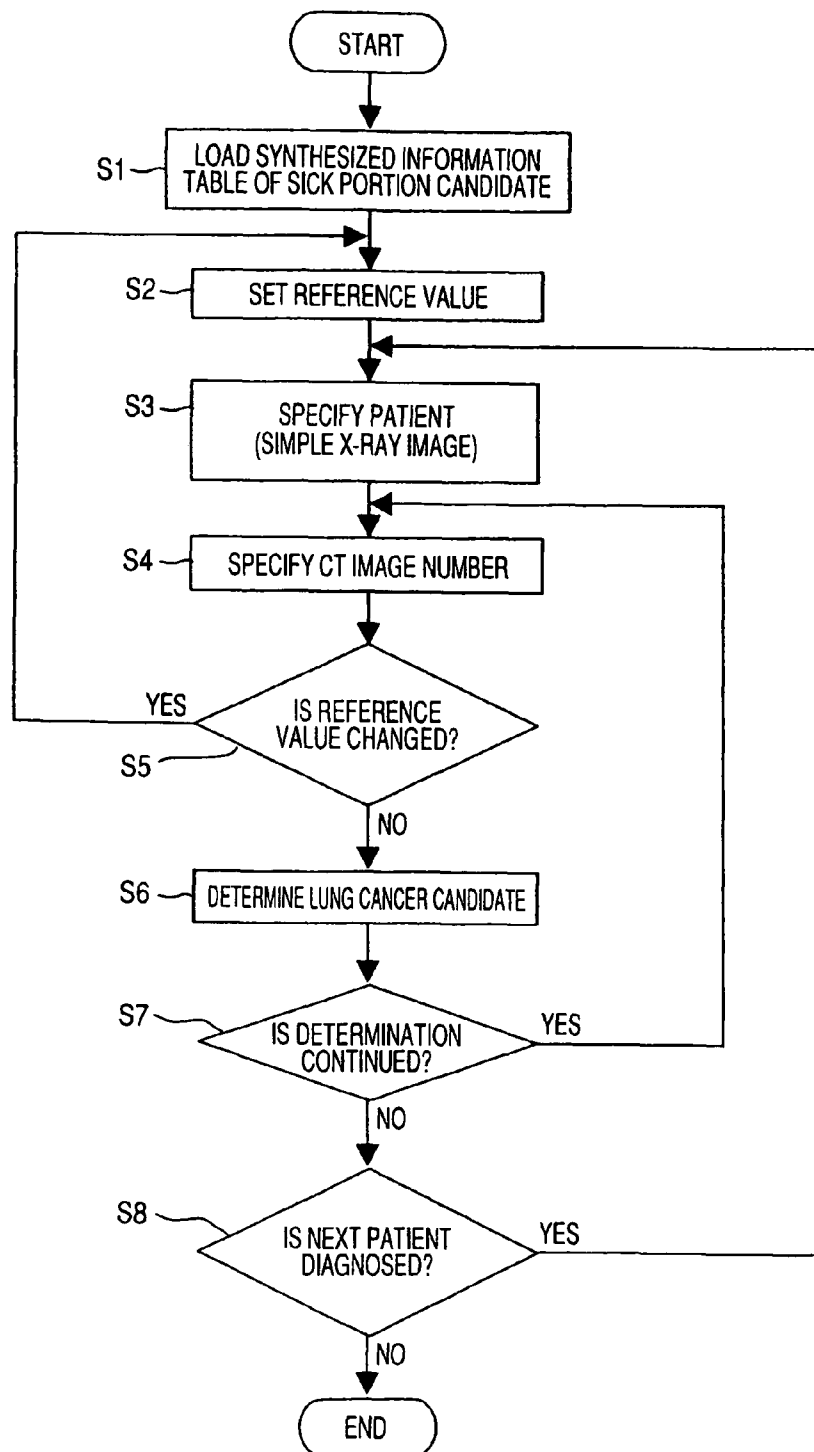 START
S1
LOAD SYNTHESIZED INFORMATION
TABLE OF SICK PORTION CANDIDATE
S2
SET REFERENCE VALUE
S3
SPECIFY PATIENT
(SIMPLE X-RAY IMAGE)
S4
SPECIFY CT IMAGE NUMBER
YES
IS REFERENCE
VALUE CHANGED?
S5
NO
S6
DETERMINE LUNG CANCER CANDIDATE
S7
IS DETERMINATION
CONTINUED?
YES
NO
S8
IS NEXT PATIENT
DIAGNOSED?
YES
NO
END